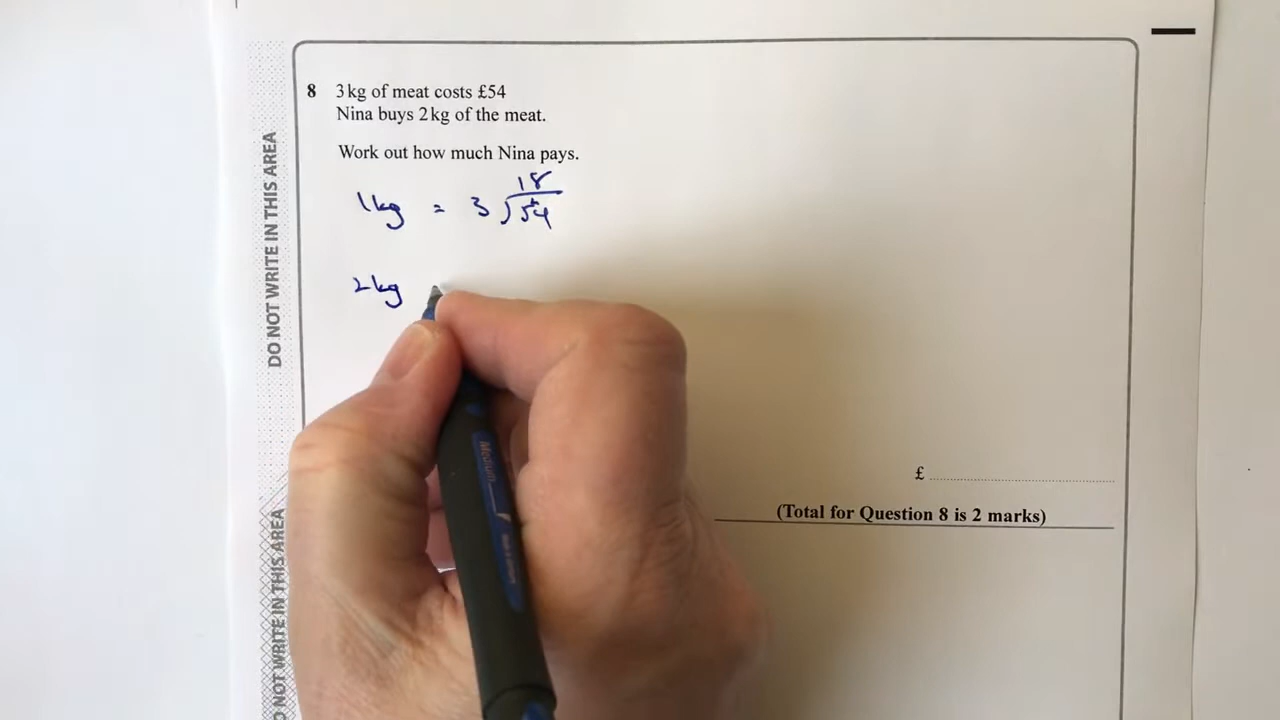 8 3 kg of meat costs £54
Nina buys 2 kg of the meat.
Work out how much Nina pays.
18
1kg = 3 54
2kg
£
(Total for Question 8 is 2 marks)
DO NOT WRITE IN THIS AREA
DO NOT WRITE IN THIS AREA
Medium